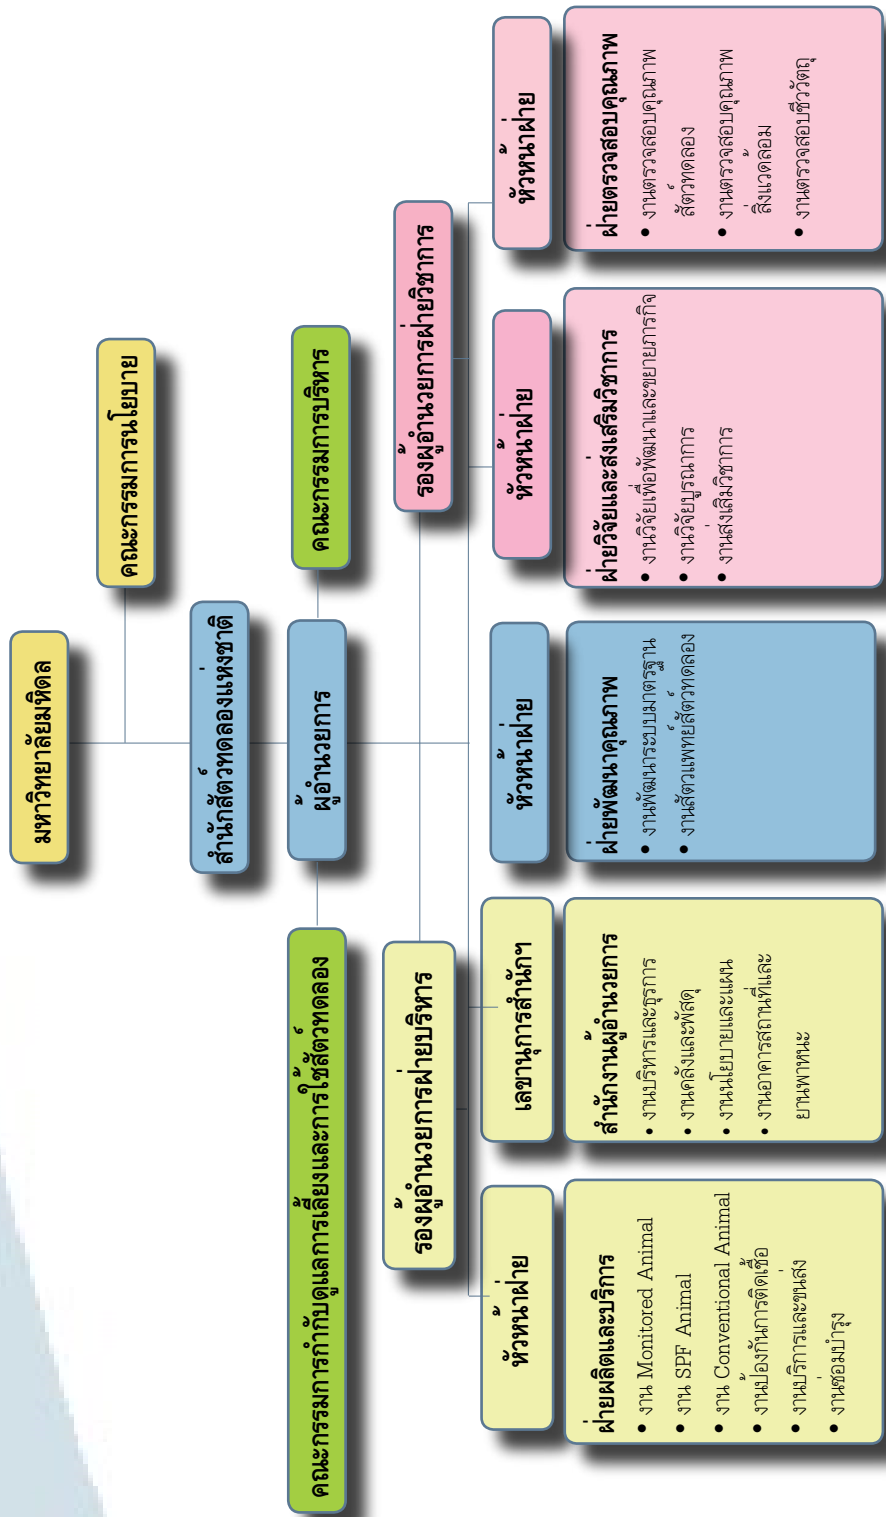 มหาวิทยาลัยมหิดล
คณะกรรมการนโยบาย
สำนักสัตว์ทดลองแห่งชาติ
คณะกรรมการกำกับดูแลการเลี้ยงและการใช้สัตว์ทดลอง
ผู้อำนวยการ
คณะกรรมการบริหาร
รองผู้อำนวยการฝ่ายบริหาร
รองผู้อำนวยการฝ่ายวิชาการ
หัวหน้าฝ่าย
ฝ่ายผลิตและบริการ
• งาน Monitored Animal
• งาน SPF Animal
• งาน Conventional Animal
• งานป้องกันการติดเชื้อ
• งานบริการและขนส่ง
• งานซ่อมบำรุง
เลขานุการสำนักฯ
สำนักงานผู้อำนวยการ
• งานบริหารและธุรการ
• งานคลังและพัสดุ
• งานนโยบายและแผน
• งานอาคารสถานที่และ
ยานพาหนะ
หัวหน้าฝ่าย
ฝ่ายพัฒนาคุณภาพ
• งานพัฒนาระบบมาตรฐาน
• งานสัตวแพทย์สัตว์ทดลอง
หัวหน้าฝ่าย
ฝ่ายวิจัยและส่งเสริมวิชาการ
• งานวิจัยเพื่อพัฒนาและขยายภารกิจ
• งานวิจัยบูรณาการ
• งานส่งเสิมวิชาการ
หัวหน้าฝ่าย
ฝ่ายตรวจสอบคุณภาพ
• งานตรวจสอบคุณภาพ
สัตว์ทดลอง
• งานตรวจสอบคุณภาพ
สิ่งแวดล้อม
• งานตรวจสอบชีววัตถุ